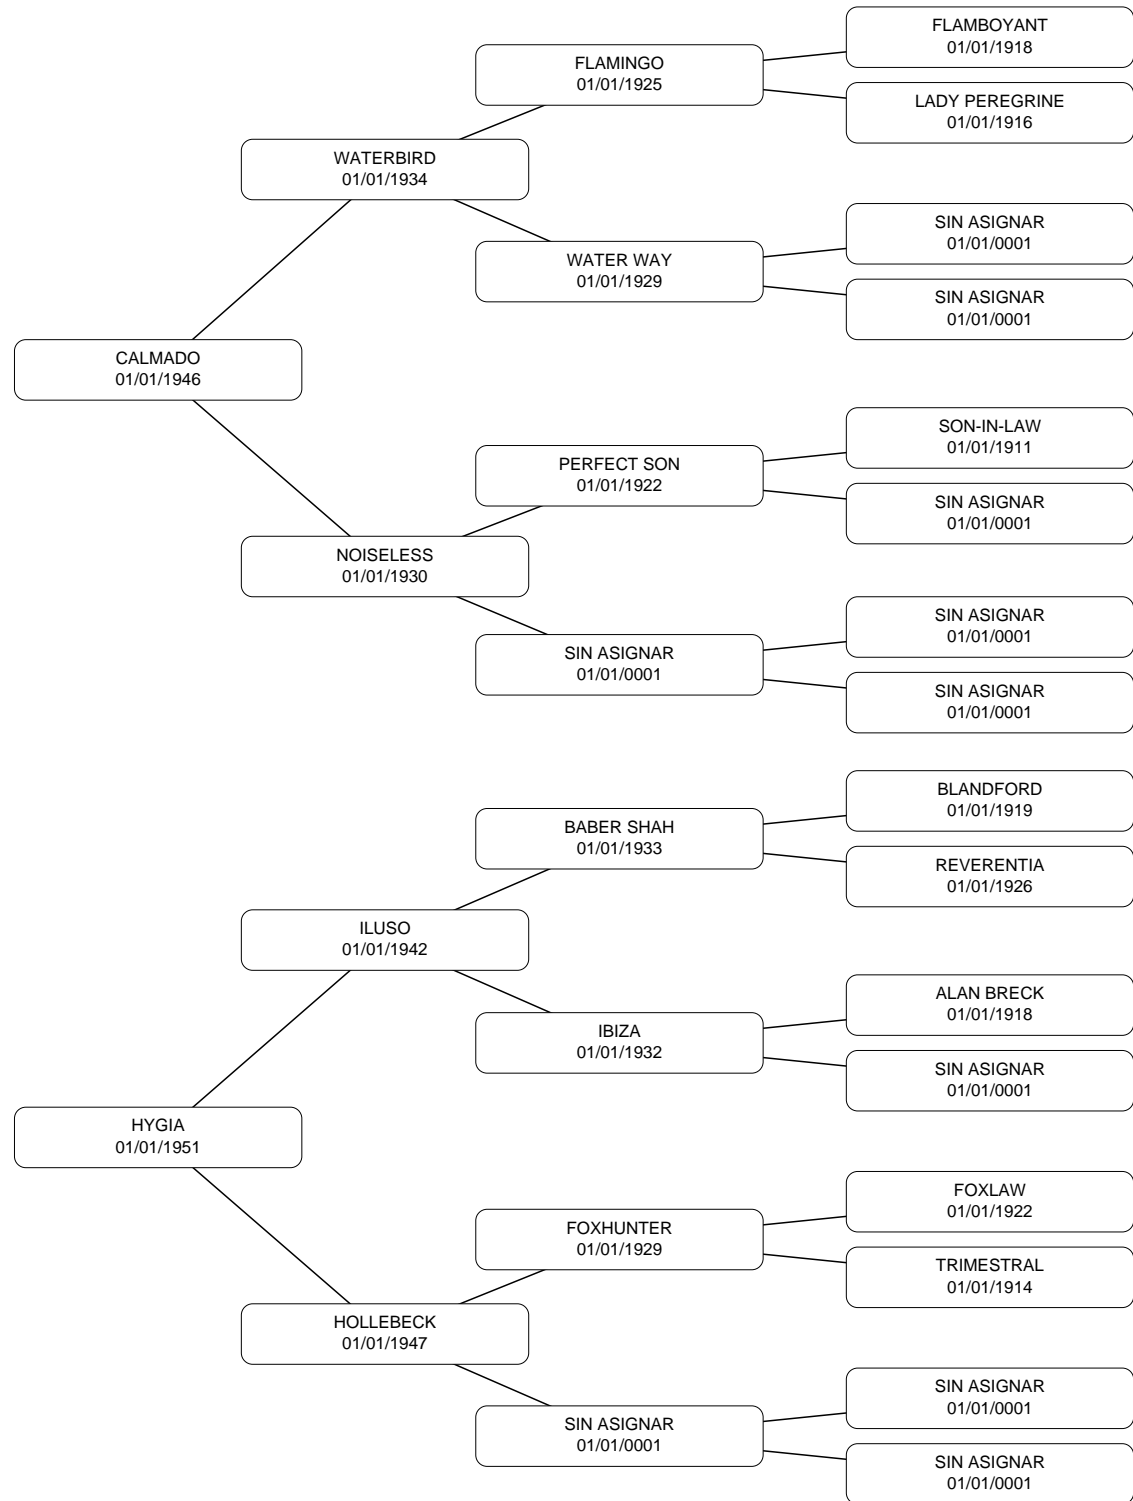 FLAMBOYANT
01/01/1918
FLAMINGO
01/01/1925
LADY PEREGRINE
01/01/1916
WATERBIRD
01/01/1934
SIN ASIGNAR
01/01/0001
WATER WAY
01/01/1929
SIN ASIGNAR
01/01/0001
CALMADO
01/01/1946
SON-IN-LAW
01/01/1911
PERFECT SON
01/01/1922
SIN ASIGNAR
01/01/0001
NOISELESS
01/01/1930
SIN ASIGNAR
01/01/0001
SIN ASIGNAR
01/01/0001
SIN ASIGNAR
01/01/0001
BLANDFORD
01/01/1919
BABER SHAH
01/01/1933
REVERENTIA
01/01/1926
ILUSO
01/01/1942
ALAN BRECK
01/01/1918
IBIZA
01/01/1932
SIN ASIGNAR
01/01/0001
HYGIA
01/01/1951
FOXLAW
01/01/1922
FOXHUNTER
01/01/1929
TRIMESTRAL
01/01/1914
HOLLEBECK
01/01/1947
SIN ASIGNAR
01/01/0001
SIN ASIGNAR
01/01/0001
SIN ASIGNAR
01/01/0001